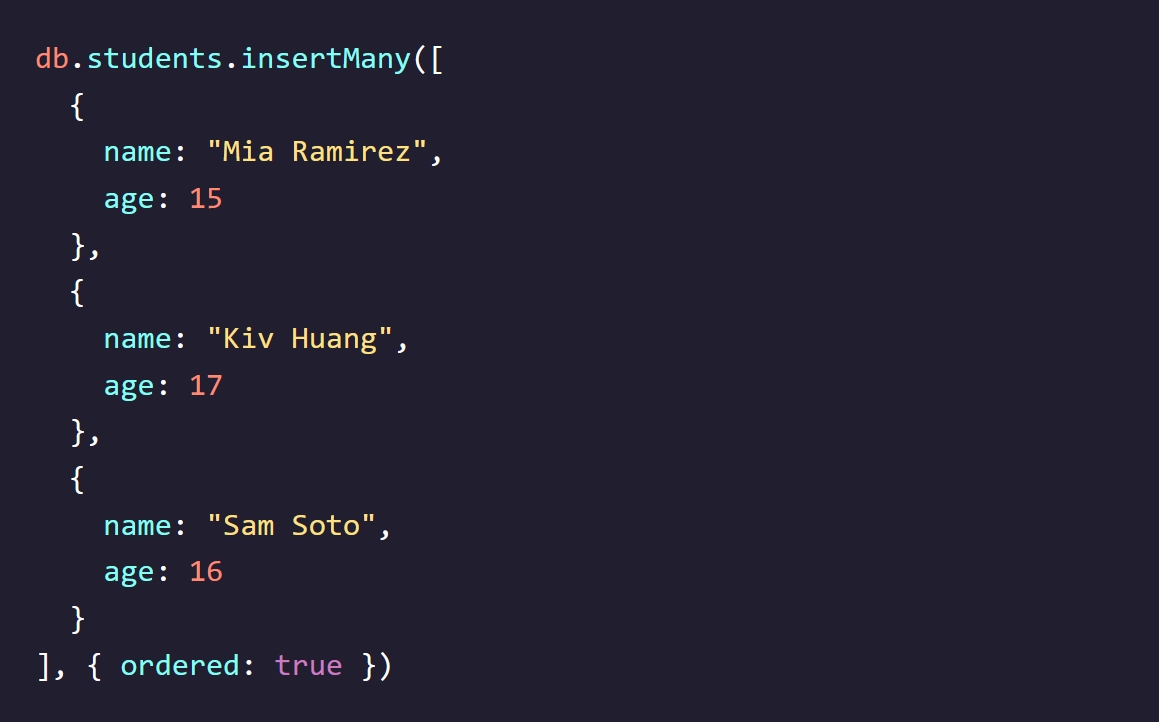 db.students.insertMany([
  {
    name: "Mia Ramirez",
    age: 15
  },
  {
    name: "Kiv Huang",
    age: 17
  },
  {
    name: "Sam Soto",
    age: 16
  }
], { ordered: true })